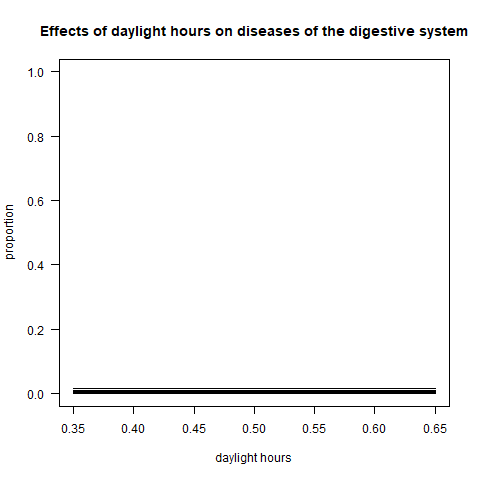 Effects of daylight hours on diseases of the digestive system
1.0
0.8
0.6
0.4
0.2
0.0
proportion
0.35 0.40 0.45 0.50 0.55 0.60 0.65
daylight hours